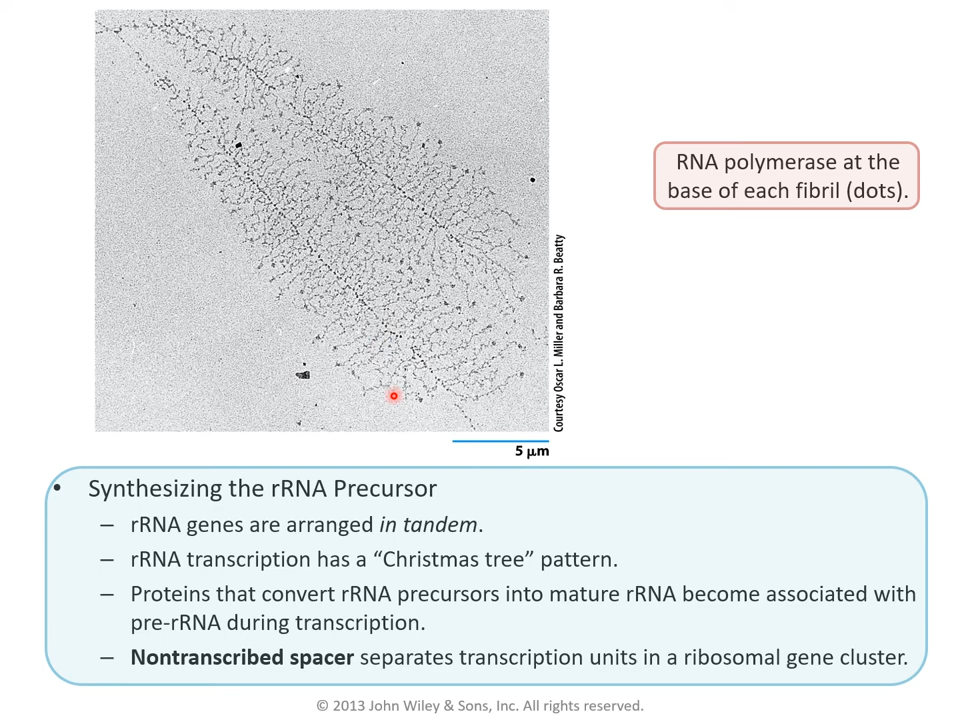 RNA polymerase at the
base of each fibril (dots).
Courtesy Oscar L. Miller and Barbara R. Beatty
5 µm
• Synthesizing the rRNA Precursor
– rRNA genes are arranged in tandem.
– rRNA transcription has a “Christmas tree” pattern.
– Proteins that convert rRNA precursors into mature rRNA become associated with
pre-rRNA during transcription.
– Nontranscribed spacer separates transcription units in a ribosomal gene cluster.
© 2013 John Wiley & Sons, Inc. All rights reserved.